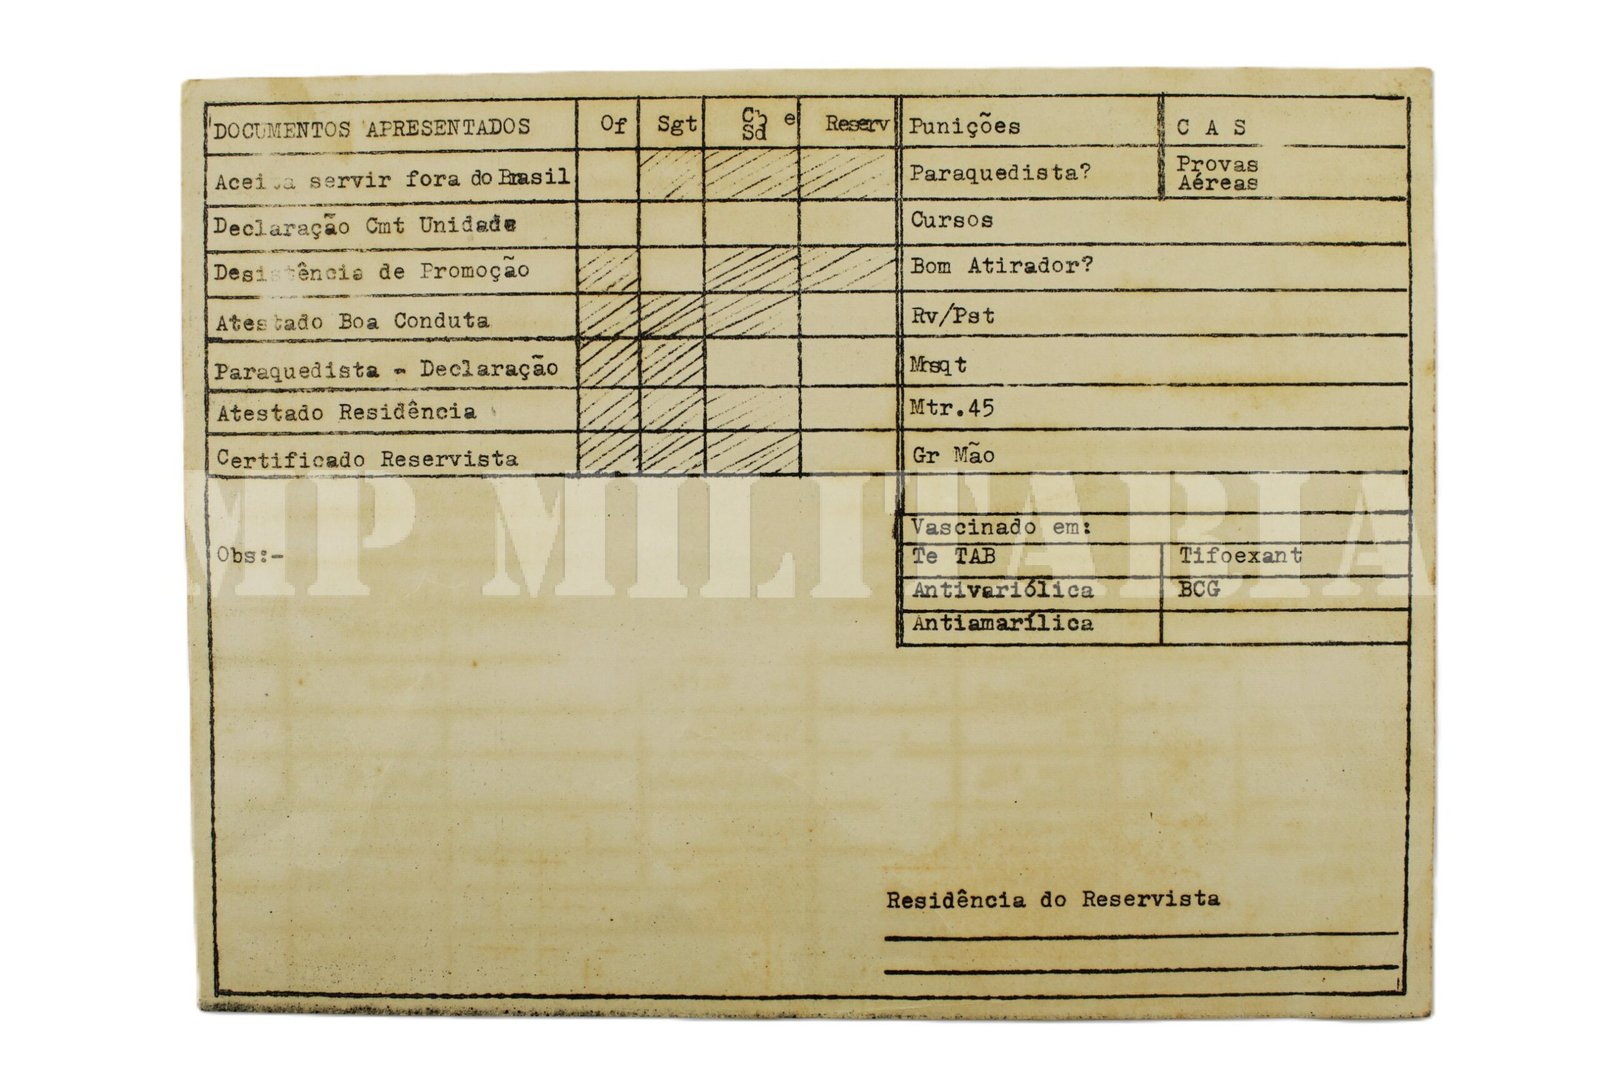 DOCUMENTOS APRESENTADOS Of Sgt Cb e Sd Reserv Punições C A S
Aceita servir fora do Brasil Paraquedista? Provas Aéreas
Declaração Cmt Unidade Cursos
Desistência de Promoção Bom Atirador?
Atestado Boa Conduta Rv/Pst
Paraquedista - Declaração Mrsqt
Atestado Residência Mtr.45
Certificado Reservista Gr Mão
MP MILITARIA
Vascinado em:
Obs:- Te TAB Tifoexant
Antivariólica BCG
Antiamarílica
Residência do Reservista